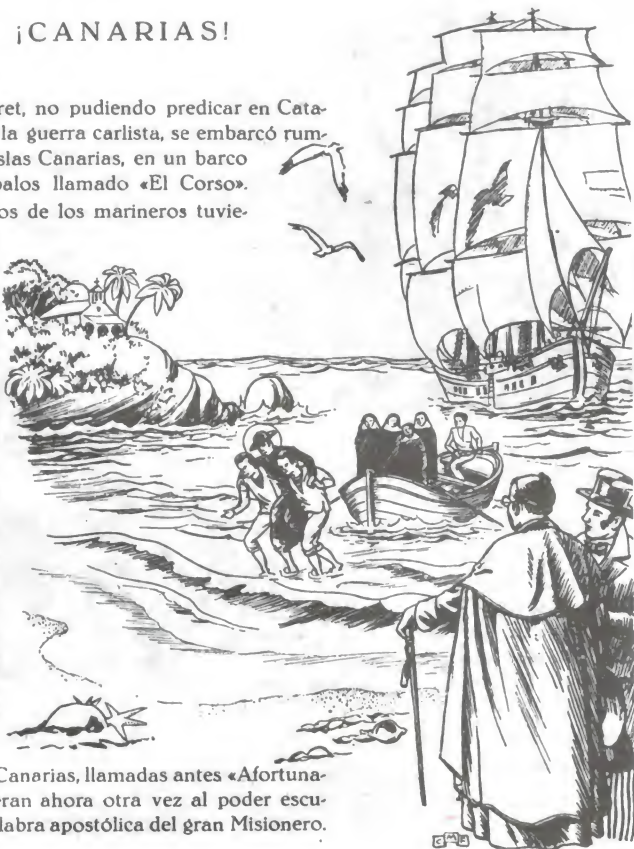 ¡CANARIAS!
ret, no pudiendo predicar en Cata-
la guerra carlista, se embarcó rum-
slas Canarias, en un barco
palos llamado «El Corso».
os de los marineros tuvie-
Canarias, llamadas antes «Afortuna-
eran ahora otra vez al poder escu-
labra apostólica del gran Misionero.
CME